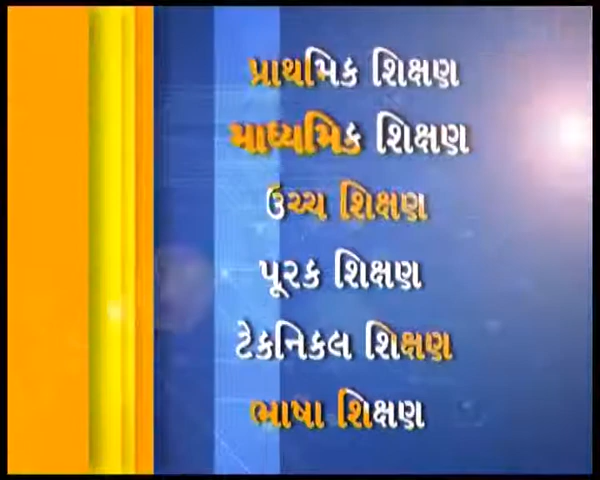 પ્રાથમિક શિક્ષણ
માધ્યમિક શિક્ષણ
ઉચ્ચ શિક્ષણ
પૂરક શિક્ષણ
ટેકનિકલ શિક્ષણ
ભાષા શિક્ષણ